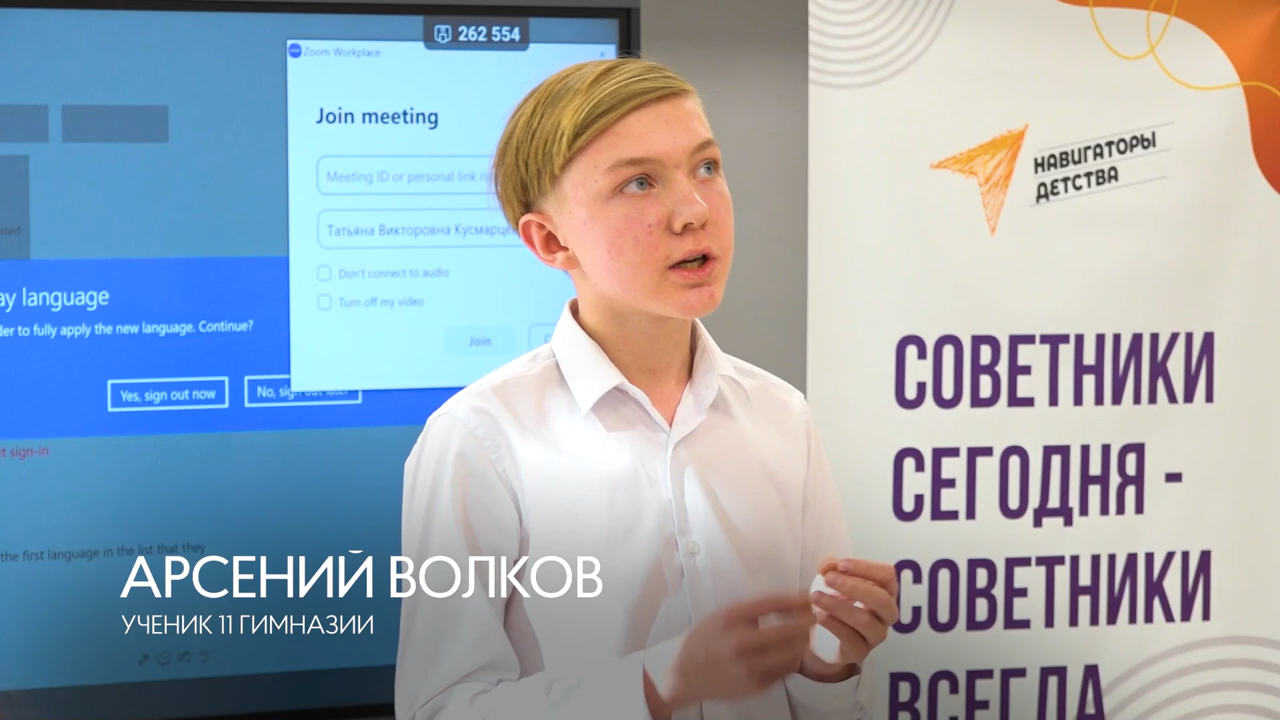 262 554
Zoom Workplace
Join meeting
Meeting ID or personal link
Татьяна Викторовна
Don't connect to audio
Turn off my video
Join
language
to fully apply the new language. Continue?
Yes, sign out now
No, sign out later
sign-in
the first language in the list that they
НАВИГАТОРЫ
ДЕТСТВА
СОВЕТНИКИ
СЕГОДНЯ -
СОВЕТНИКИ
ВСЕГДА
АРСЕНИЙ ВОЛКОВ
УЧЕНИК 11 ГИМНАЗИИ